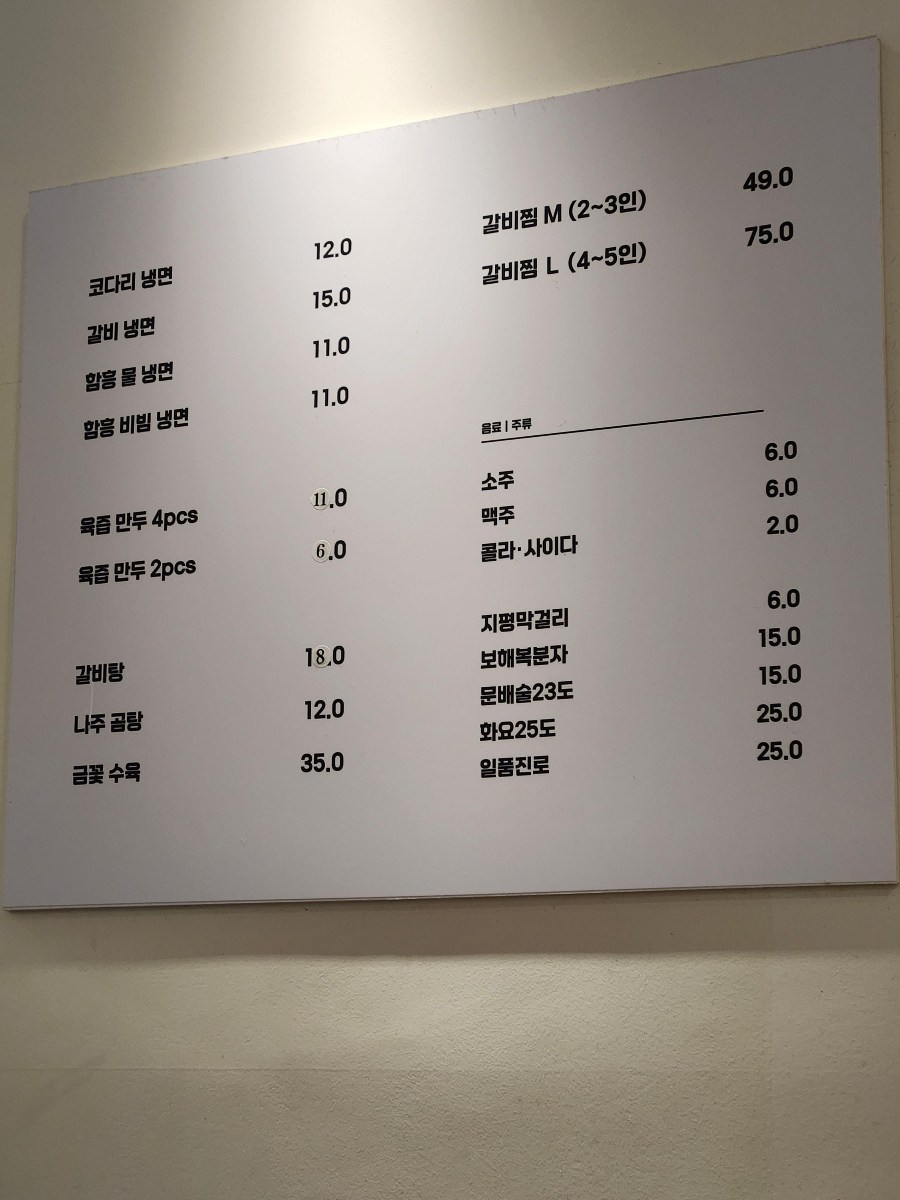 코다리 냉면 12.0
갈비 냉면 15.0
함흥 물 냉면 11.0
함흥 비빔 냉면 11.0
육즙 만두 4pcs 11.0
육즙 만두 2pcs 6.0
갈비탕 18.0
나주 곰탕 12.0
금꽃 수육 35.0
갈비찜 M (2~3인) 49.0
갈비찜 L (4~5인) 75.0
음료 | 주류
소주 6.0
맥주 6.0
콜라·사이다 2.0
지평막걸리 6.0
보해복분자 15.0
문배술23도 15.0
화요25도 25.0
일품진로 25.0